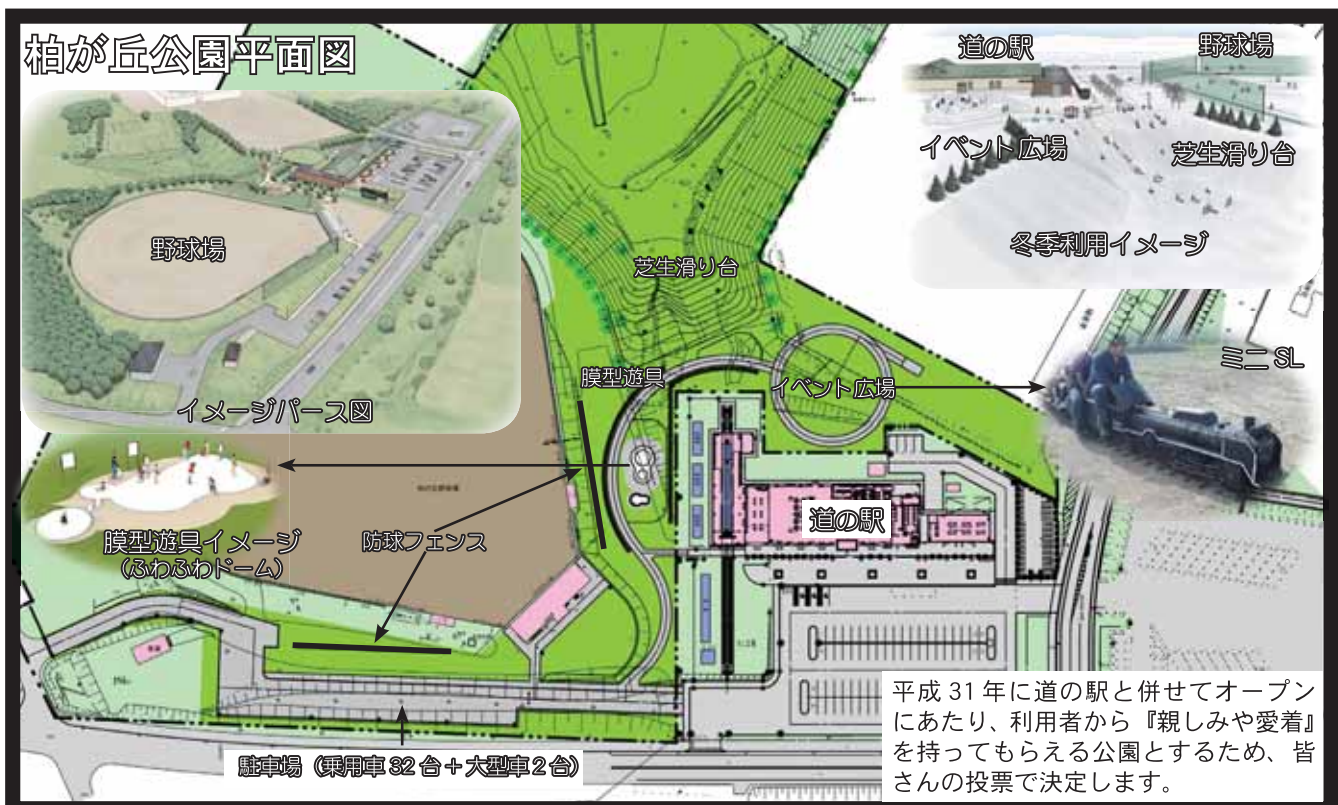 柏が丘公園平面図
道の駅
野球場
イベント広場
芝生滑り台
冬季利用イメージ
野球場
イメージパース図
芝生滑り台
膜型遊具
イベント広場
ミニSL
膜型遊具イメージ
(ふわふわドーム)
防球フェンス
道の駅
駐車場（乗用車32台＋大型車2台）
平成31年に道の駅と併せてオープン
にあたり、利用者から『親しみや愛着』
を持ってもらえる公園とするため、皆
さんの投票で決定します。